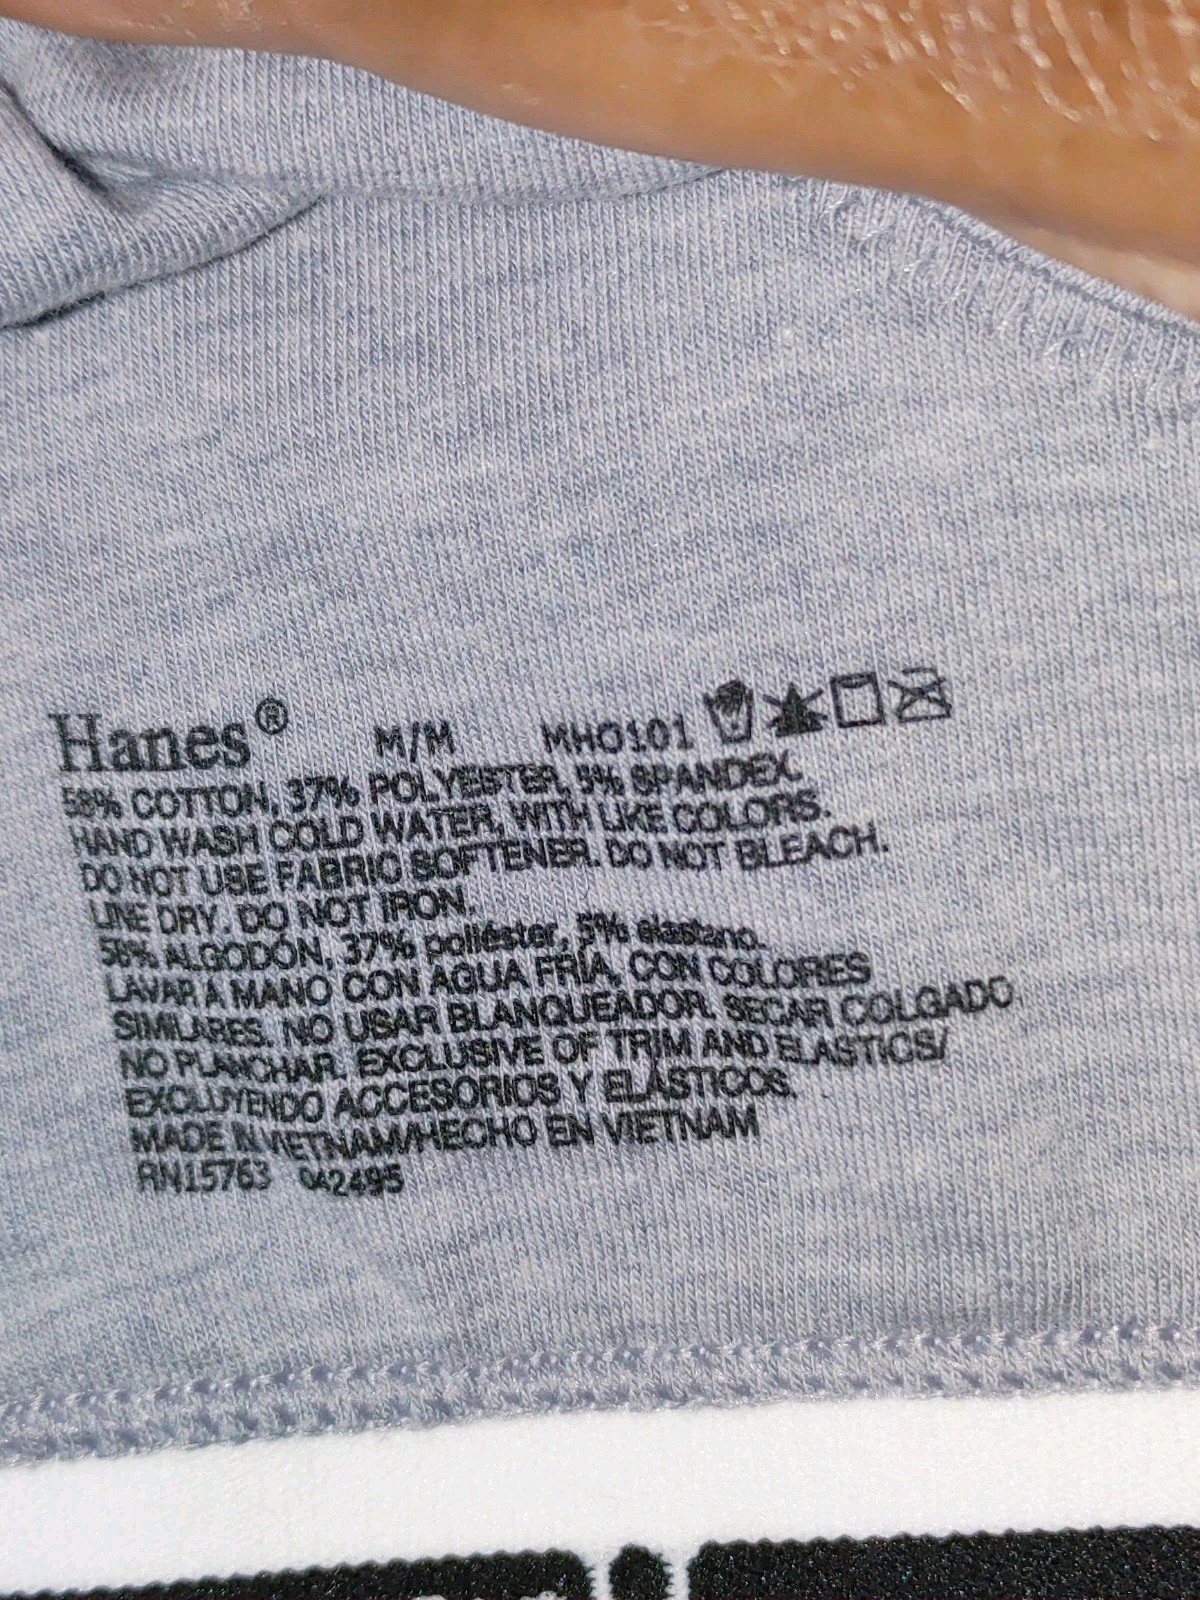 Hanes® M/M MHO101
58% COTTON, 37% POLYESTER, 5% SPANDEX.
HAND WASH COLD WATER, WITH LIKE COLORS.
DO NOT USE FABRIC SOFTENER. DO NOT BLEACH.
LINE DRY. DO NOT IRON.
58% ALGODÓN, 37% poliéster, 5% elastano.
LAVAR A MANO CON AGUA FRÍA, CON COLORES
SIMILARES. NO USAR BLANQUEADOR. SECAR COLGADO
NO PLANCHAR. EXCLUSIVE OF TRIM AND ELASTICS/
EXCLUYENDO ACCESORIOS Y ELÁSTICOS.
MADE IN VIETNAM/HECHO EN VIETNAM
RN15763